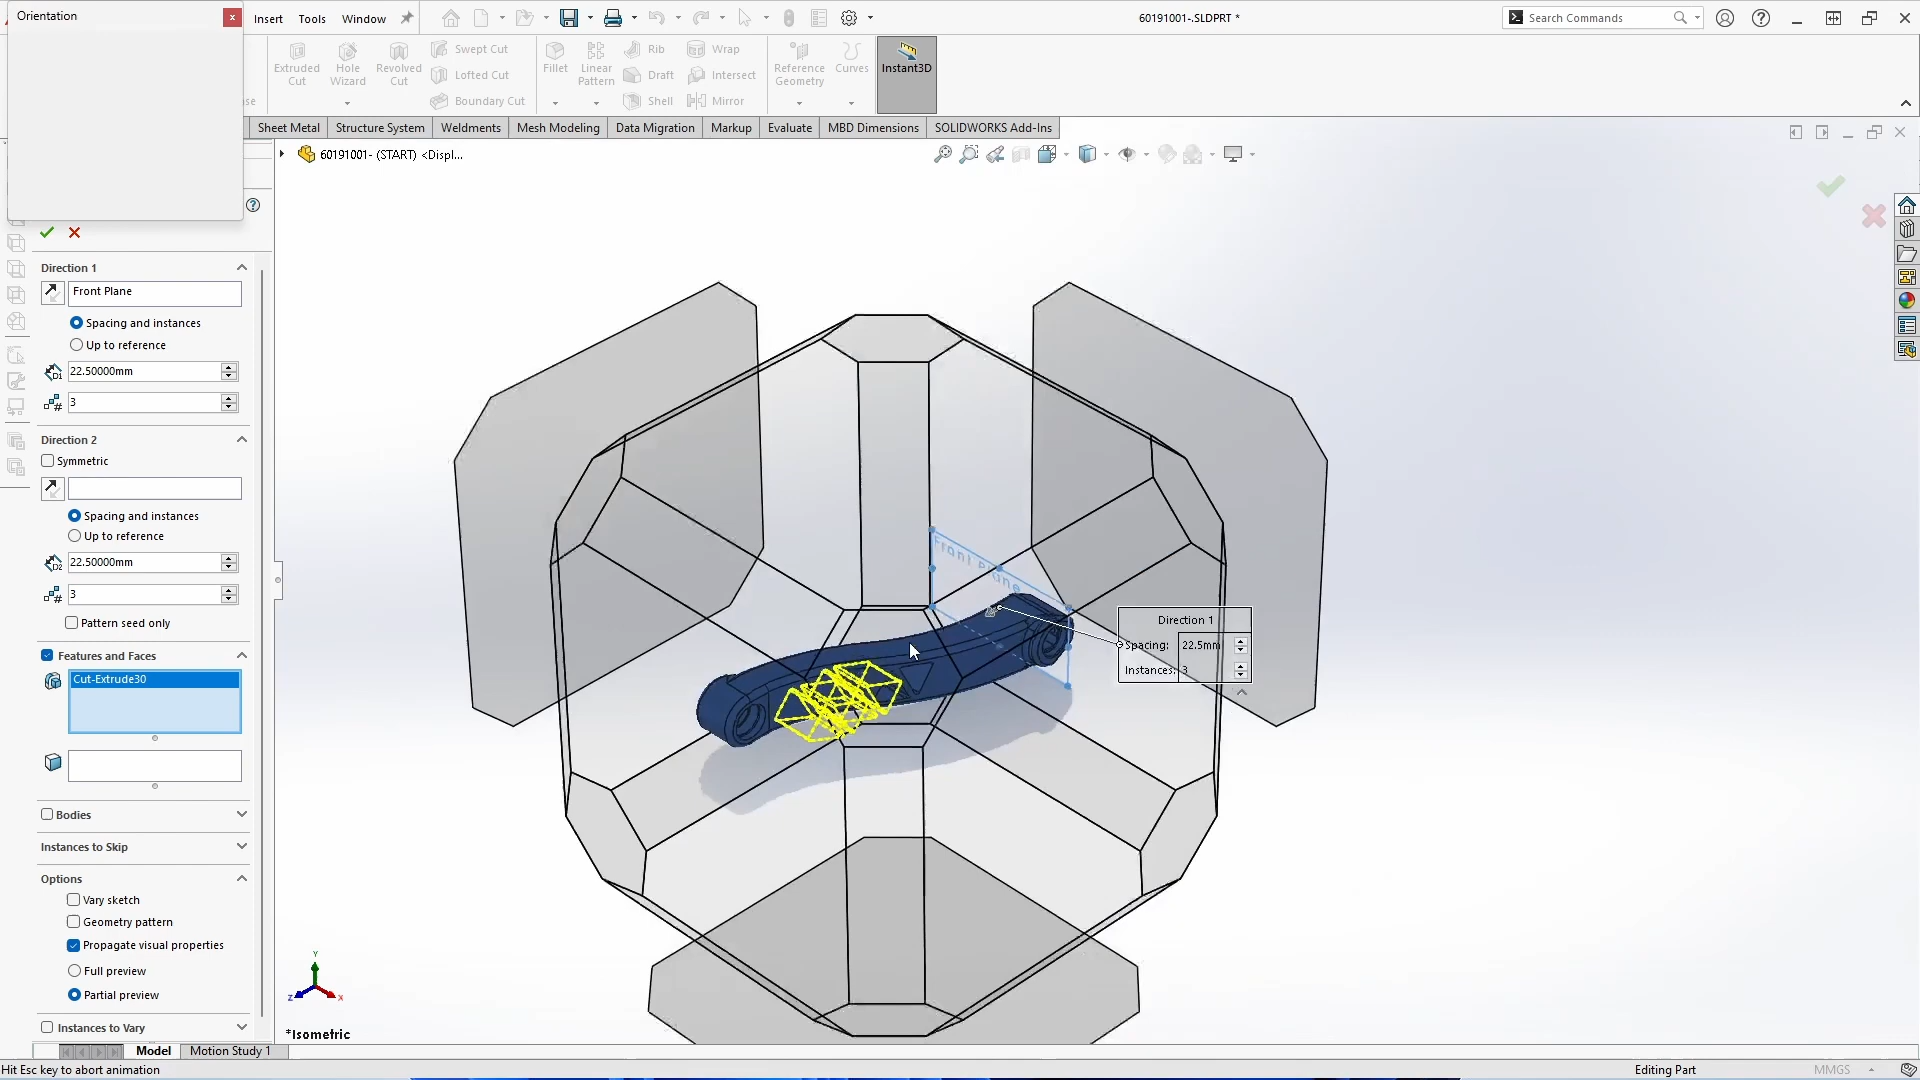 Orientation
x
Insert Tools Window
60191001-.SLDPRT *
Search Commands
Extruded Cut
Hole Wizard
Revolved Cut
Swept Cut
Lofted Cut
Boundary Cut
Fillet
Linear Pattern
Rib
Draft
Shell
Wrap
Intersect
Mirror
Reference Geometry
Curves
Instant3D
Sheet Metal
Structure System
Weldments
Mesh Modeling
Data Migration
Markup
Evaluate
MBD Dimensions
SOLIDWORKS Add-Ins
60191001- (START) <Displ...
Direction 1
Front Plane
Spacing and instances
Up to reference
D1
22.50000mm
#
3
Direction 2
Symmetric
Spacing and instances
Up to reference
D2
22.50000mm
#
3
Pattern seed only
Features and Faces
Cut-Extrude30
Bodies
Instances to Skip
Options
Vary sketch
Geometry pattern
Propagate visual properties
Full preview
Partial preview
Instances to Vary
Front Plane
Direction 1
Spacing: 22.5mm
Instances: 3
Y
Z
X
*Isometric
Model
Motion Study 1
Hit Esc key to abort animation
Editing Part
MMGS